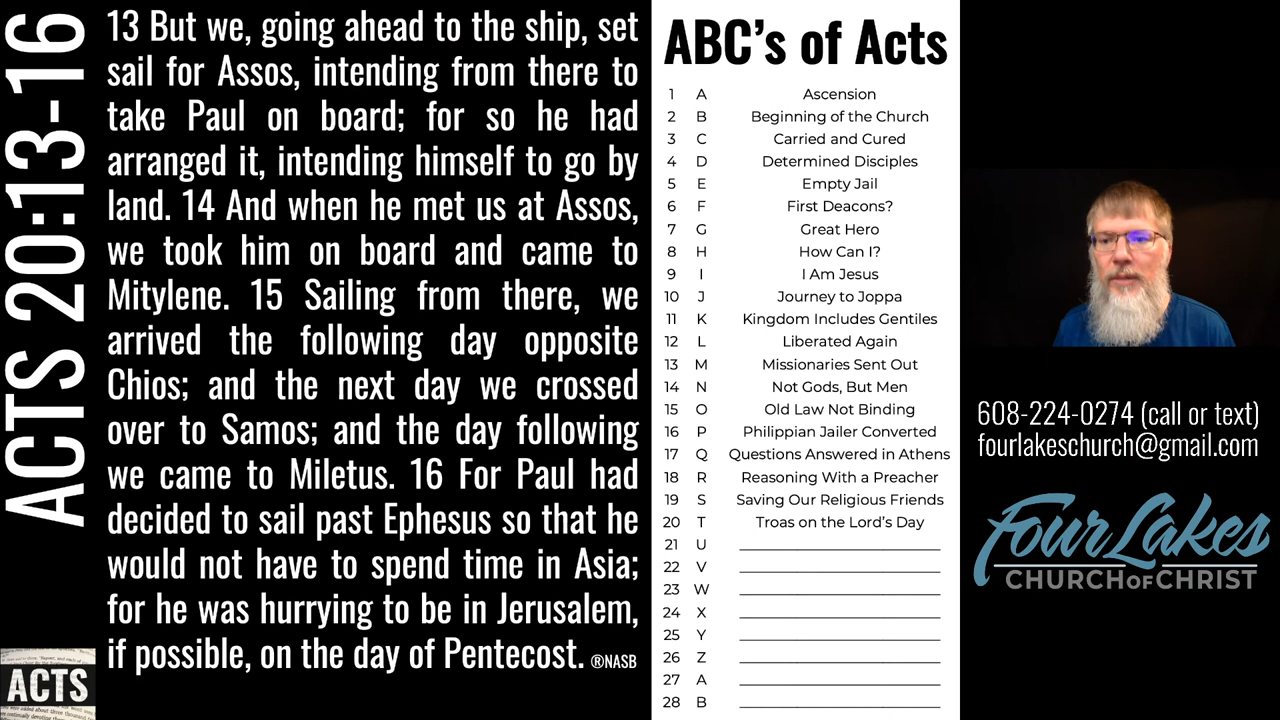 ACTS 20:13-16
13 But we, going ahead to the ship, set
sail for Assos, intending from there to
take Paul on board; for so he had
arranged it, intending himself to go by
land. 14 And when he met us at Assos,
we took him on board and came to
Mitylene. 15 Sailing from there, we
arrived the following day opposite
Chios; and the next day we crossed
over to Samos; and the day following
we came to Miletus. 16 For Paul had
decided to sail past Ephesus so that he
would not have to spend time in Asia;
for he was hurrying to be in Jerusalem,
if possible, on the day of Pentecost. ®NASB
ACTS
ABC's of Acts
1 A Ascension
2 B Beginning of the Church
3 C Carried and Cured
4 D Determined Disciples
5 E Empty Jail
6 F First Deacons?
7 G Great Hero
8 H How Can I?
9 I I Am Jesus
10 J Journey to Joppa
11 K Kingdom Includes Gentiles
12 L Liberated Again
13 M Missionaries Sent Out
14 N Not Gods, But Men
15 O Old Law Not Binding
16 P Philippian Jailer Converted
17 Q Questions Answered in Athens
18 R Reasoning With a Preacher
19 S Saving Our Religious Friends
20 T Troas on the Lord's Day
21 U
22 V
23 W
24 X
25 Y
26 Z
27 A
28 B
608-224-0274 (call or text)
fourlakeschurch@gmail.com
Four Lakes
CHURCH OF CHRIST